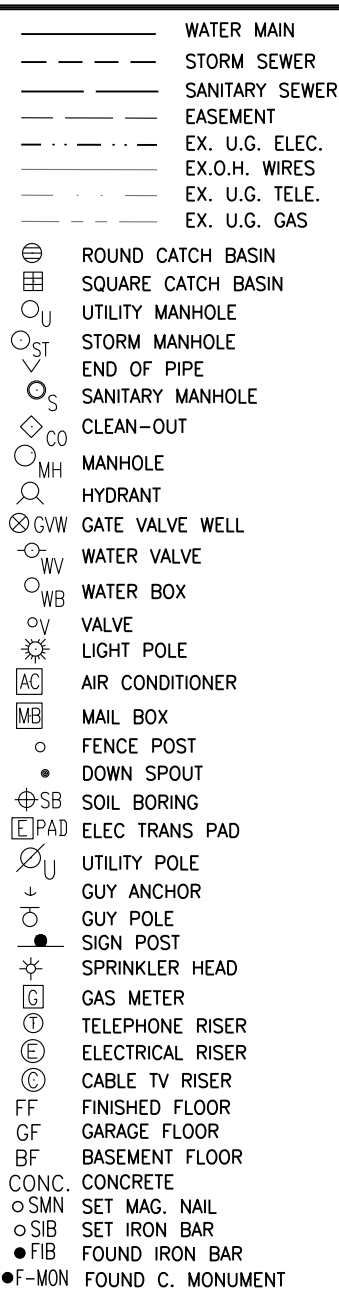 WATER MAIN
STORM SEWER
SANITARY SEWER
EASEMENT
EX. U.G. ELEC.
EX.O.H. WIRES
EX. U.G. TELE.
EX. U.G. GAS
ROUND CATCH BASIN
SQUARE CATCH BASIN
U UTILITY MANHOLE
ST STORM MANHOLE
END OF PIPE
S SANITARY MANHOLE
CO CLEAN-OUT
MH MANHOLE
HYDRANT
GVW GATE VALVE WELL
WV WATER VALVE
WB WATER BOX
V VALVE
LIGHT POLE
AC AIR CONDITIONER
MB MAIL BOX
FENCE POST
DOWN SPOUT
SB SOIL BORING
E PAD ELEC TRANS PAD
U UTILITY POLE
GUY ANCHOR
GUY POLE
SIGN POST
SPRINKLER HEAD
G GAS METER
T TELEPHONE RISER
E ELECTRICAL RISER
C CABLE TV RISER
FF FINISHED FLOOR
GF GARAGE FLOOR
BF BASEMENT FLOOR
CONC. CONCRETE
SMN SET MAG. NAIL
SIB SET IRON BAR
FIB FOUND IRON BAR
F-MON FOUND C. MONUMENT